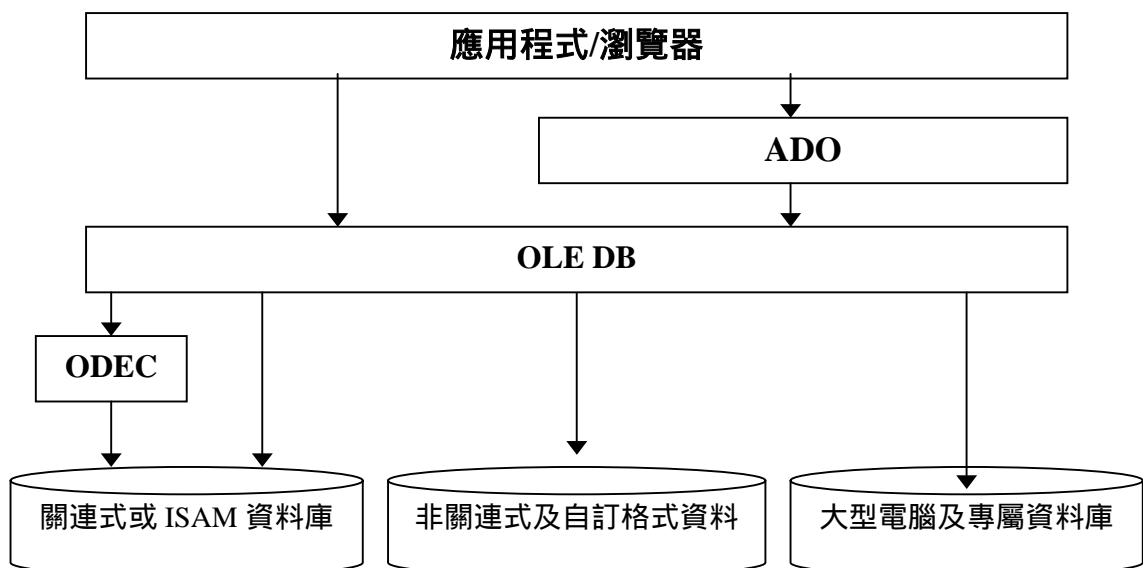 應用程式/瀏覽器
ADO
OLE DB
ODEC
關連式或 ISAM 資料庫
非關連式及自訂格式資料
大型電腦及專屬資料庫